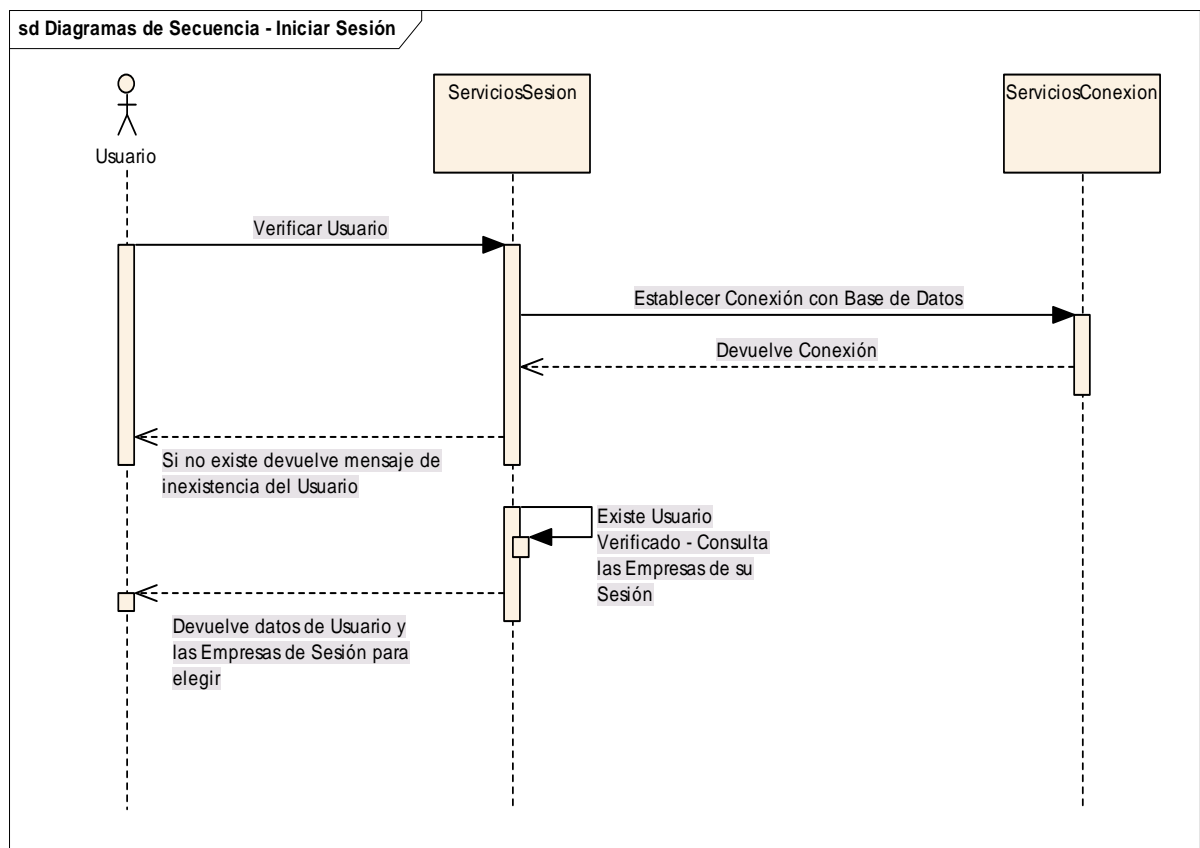 sd Diagramas de Secuencia - Iniciar Sesión
Usuario
ServiciosSesion
ServiciosConexion
Verificar Usuario
Establecer Conexión con Base de Datos
Devuelve Conexión
Si no existe devuelve mensaje de
inexistencia del Usuario
Existe Usuario
Verificado - Consulta
las Empresas de su
Sesión
Devuelve datos de Usuario y
las Empresas de Sesión para
elegir